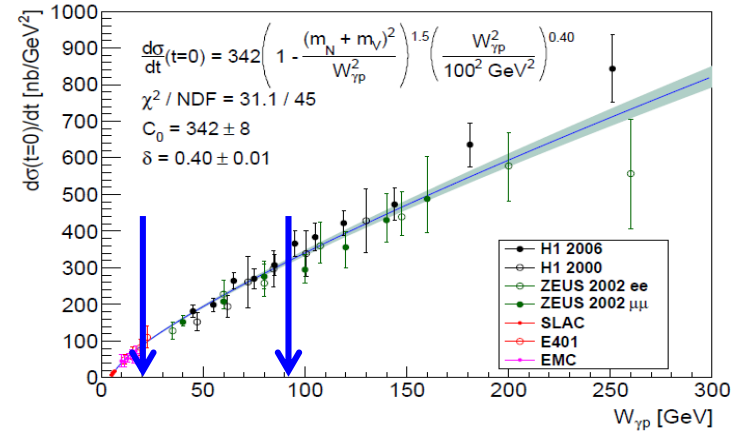 dσ/dt [t=0] [nb/GeV²]
1000
900
800
700
600
500
400
300
200
100
0
dσ/dt (t=0) = 342 ( 1 - (m_N + m_V)² / W²_γp )^1.5 ( W²_γp / 100² GeV² )^0.40
χ² / NDF = 31.1 / 45
C₀ = 342 ± 8
δ = 0.40 ± 0.01
H1 2006
H1 2000
ZEUS 2002 ee
ZEUS 2002 μμ
SLAC
E401
EMC
0 50 100 150 200 250 300
W_γp [GeV]